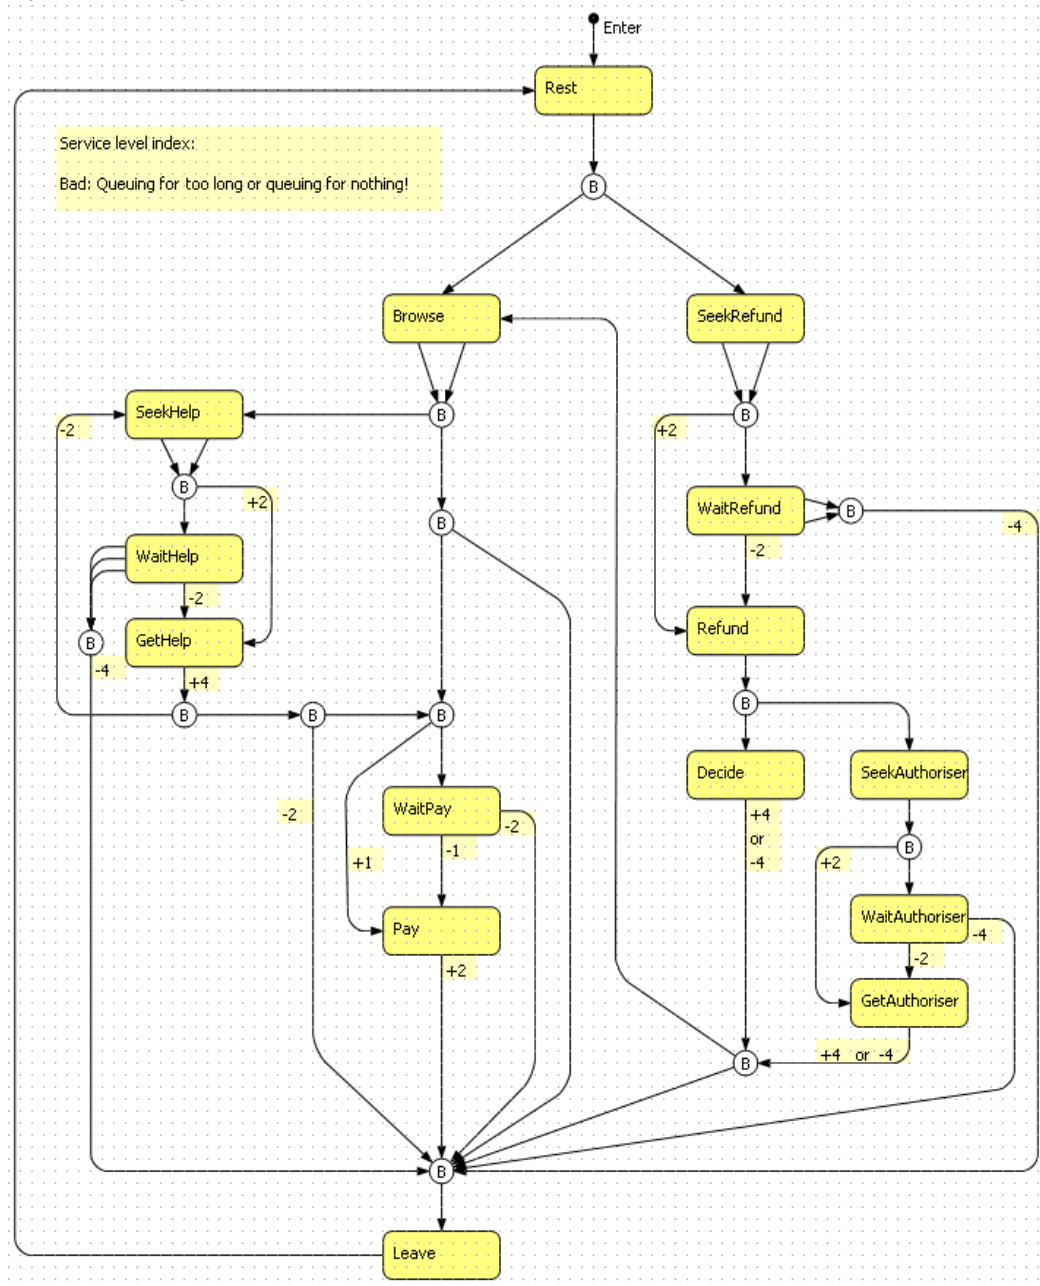 Enter
Rest
Service level index:
Bad: Queuing for too long or queuing for nothing!
B
Browse
SeekRefund
SeekHelp
B
B
-2
+2
B
+2
WaitRefund
B
B
-4
WaitHelp
-2
-2
B
GetHelp
Refund
-4
+4
B
B
B
B
Decide
SeekAuthoriser
WaitPay
-2
+4
-2
or
B
-1
+1
-4
+2
WaitAuthoriser
Pay
-4
-2
+2
GetAuthoriser
+4 or -4
B
B
Leave